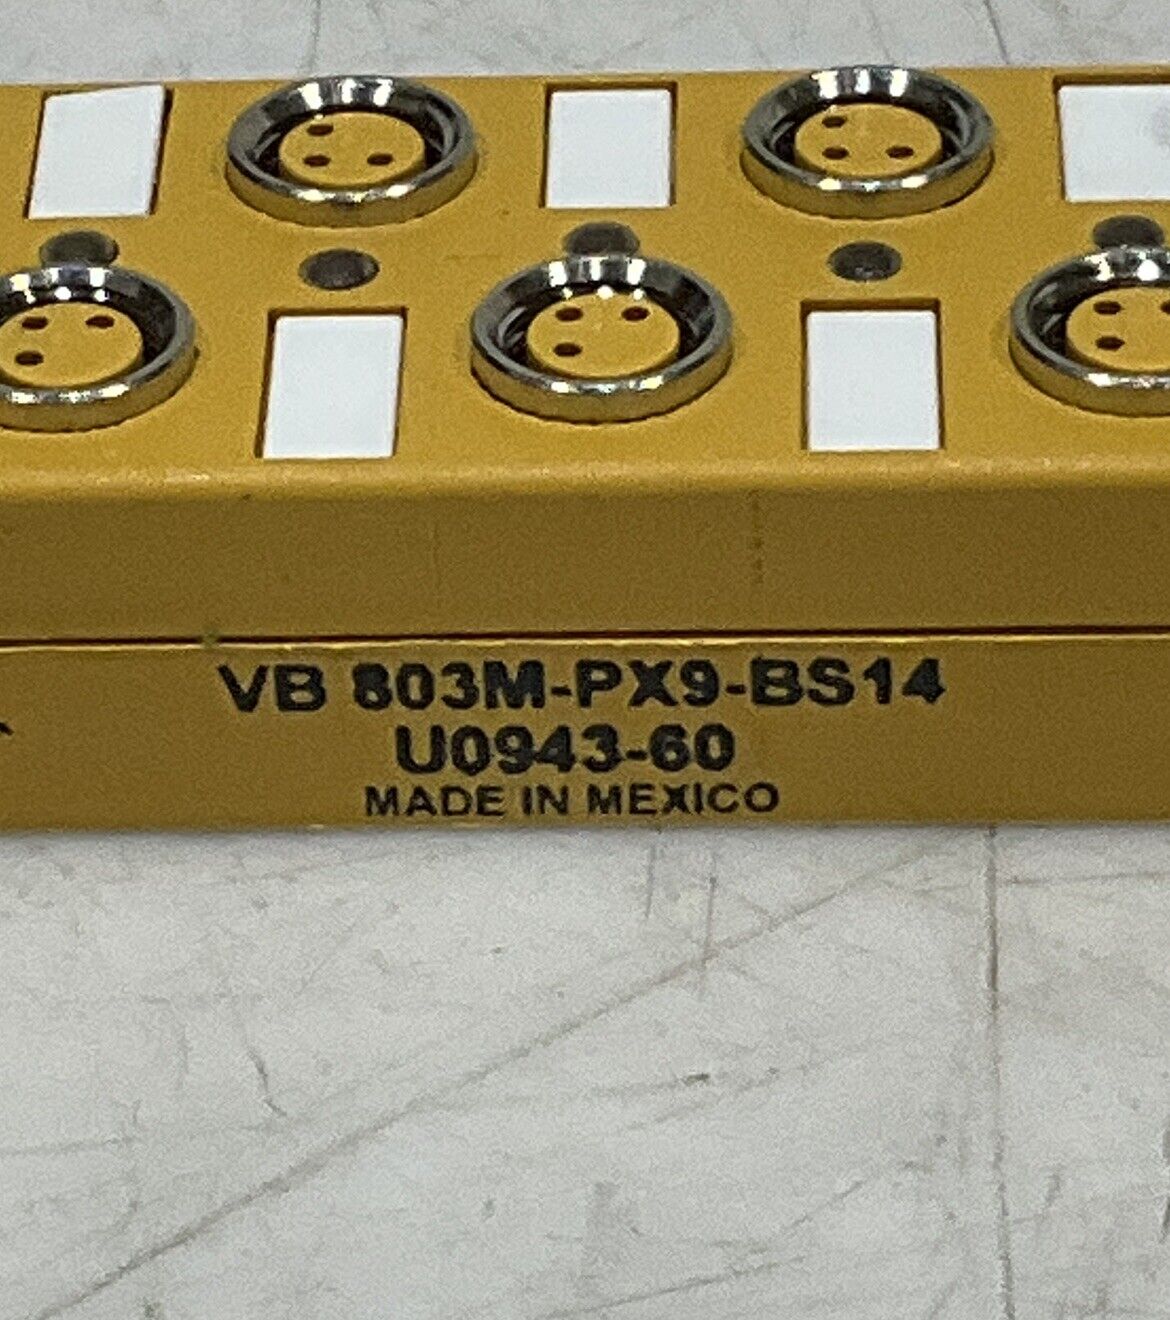 VB 803M-PX9-BS14
U0943-60
MADE IN MEXICO